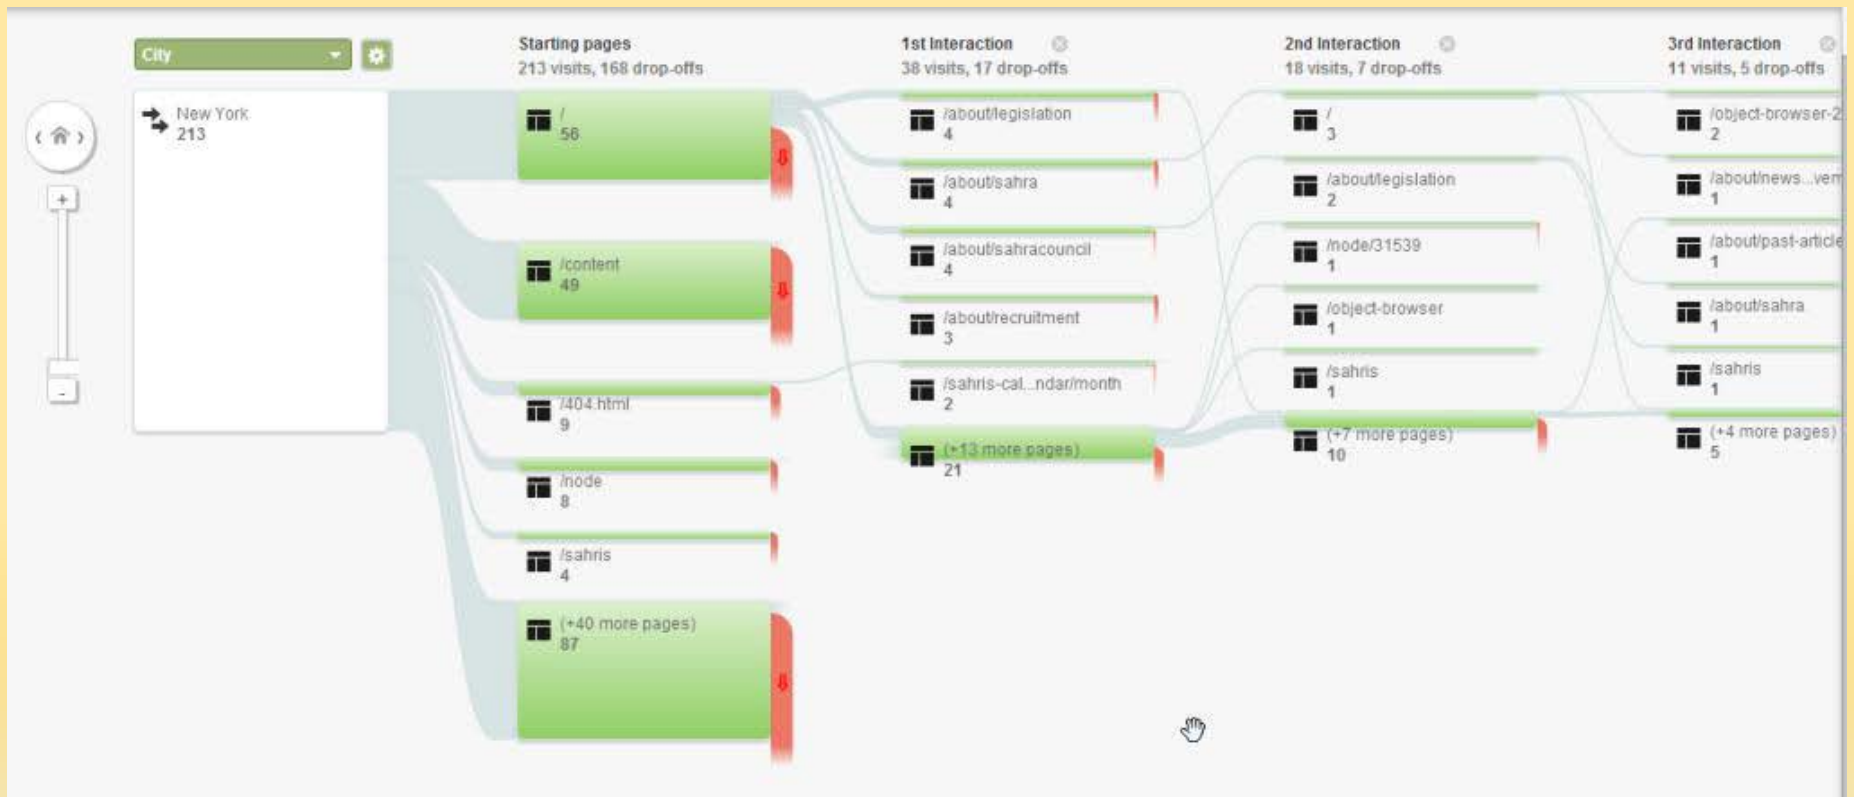 City
New York
213
+
-
Starting pages
213 visits, 168 drop-offs
/
56
/content
49
/404.html
9
/node
8
/sahris
4
(+40 more pages)
87
1st Interaction
38 visits, 17 drop-offs
/about/legislation
4
/about/sahra
4
/about/sahracouncil
4
/about/recruitment
3
/sahris-cal...ndar/month
2
(+13 more pages)
21
2nd Interaction
18 visits, 7 drop-offs
/
3
/about/legislation
2
/node/31539
1
/object-browser
1
/sahris
1
(+7 more pages)
10
3rd Interaction
11 visits, 5 drop-offs
/object-browser-2
2
/about/news...vem
1
/about/past-article
1
/about/sahra
1
/sahris
1
(+4 more pages)
5